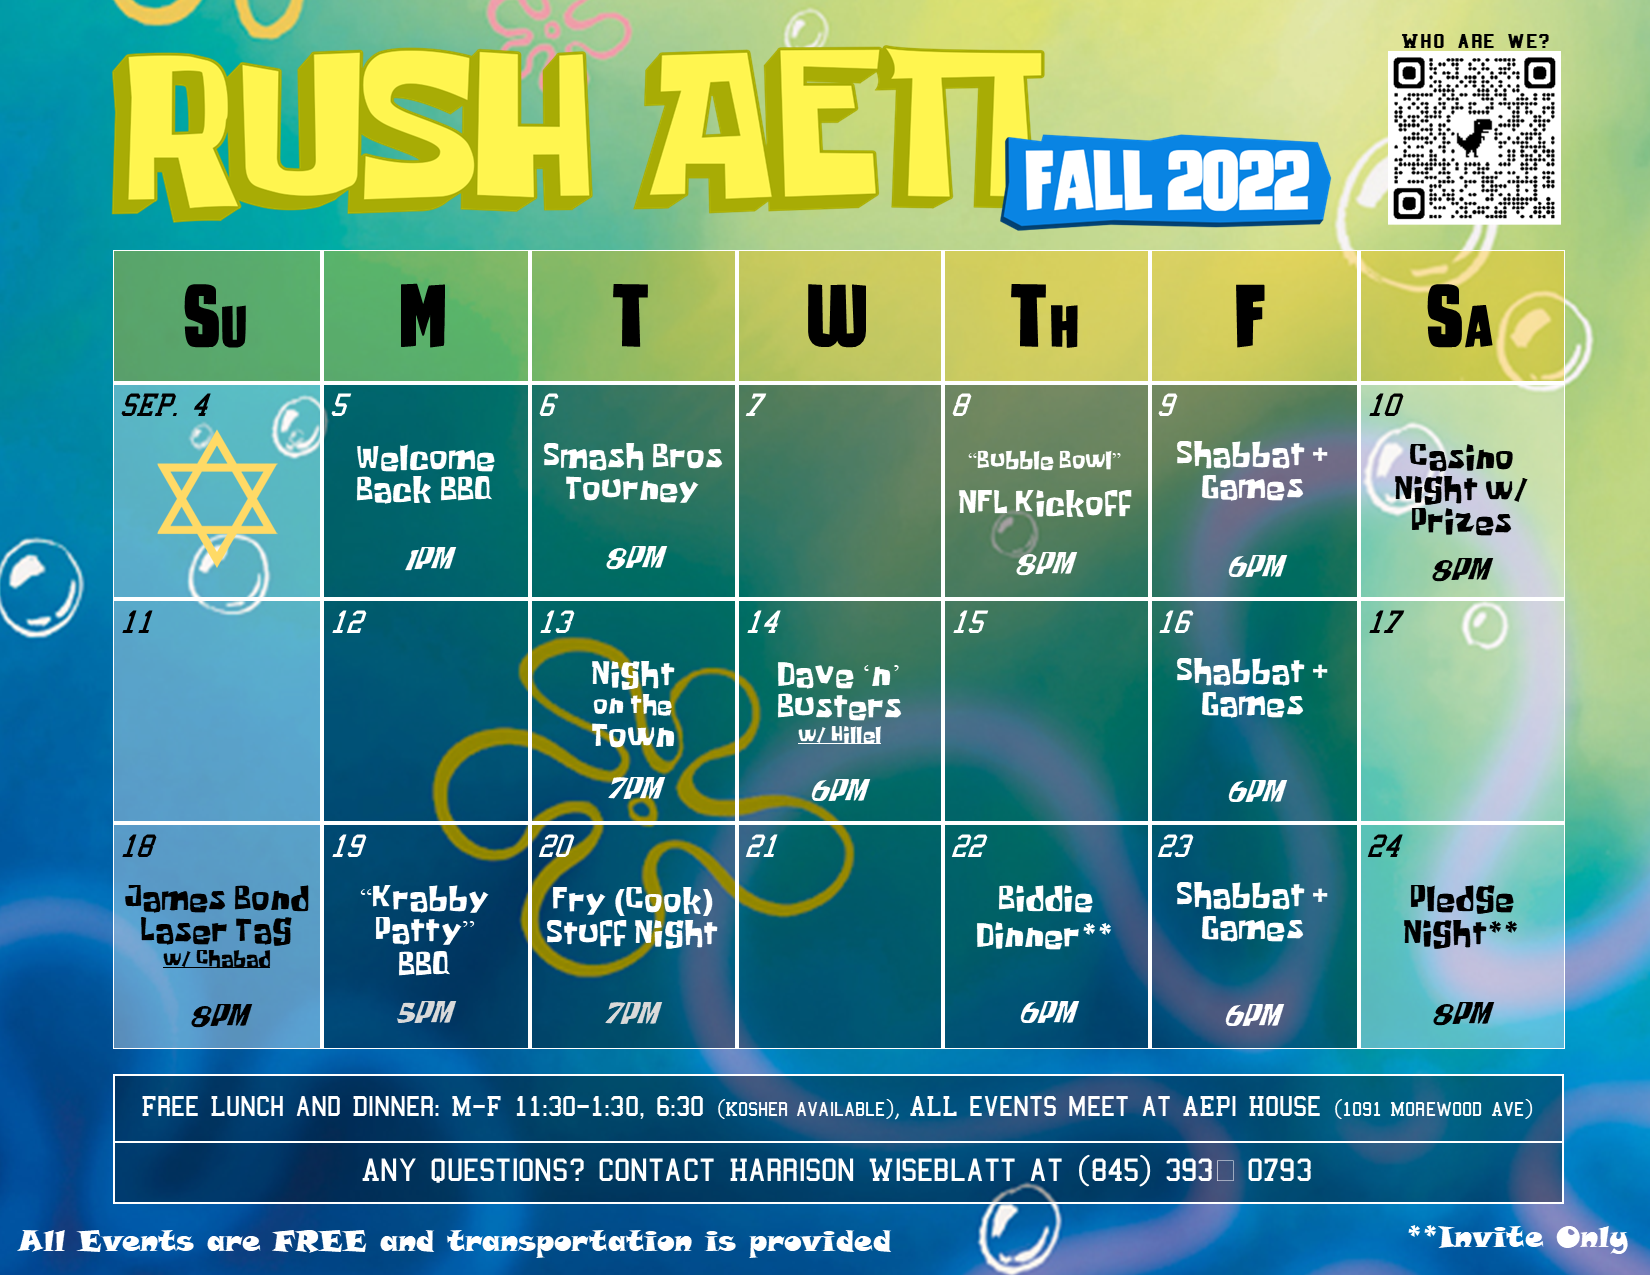 WHO ARE WE?
RUSH AEΠ
FALL 2022
Su M T W Th F Sa
SEP. 4
5
Welcome
Back BBQ
1PM
6
Smash Bros
Tourney
8PM
7
8
“Bubble Bowl”
NFL Kickoff
8PM
9
Shabbat +
Games
6PM
10
Casino
Night w/
Prizes
8PM
11
12
13
Night
on the
Town
7PM
14
Dave ‘n’
Busters
w/ Hillel
6PM
15
16
Shabbat +
Games
6PM
17
18
James Bond
Laser Tag
w/ Chabad
8PM
19
“Krabby
Patty”
BBQ
5PM
20
Fry (Cook)
Stuff Night
7PM
21
22
Biddie
Dinner**
6PM
23
Shabbat +
Games
6PM
24
Pledge
Night**
8PM
FREE LUNCH AND DINNER: M-F 11:30-1:30, 6:30 (KOSHER AVAILABLE), ALL EVENTS MEET AT AEPI HOUSE (1091 MOREWOOD AVE)
ANY QUESTIONS? CONTACT HARRISON WISEBLATT AT (845) 393□ 0793
All Events are FREE and transportation is provided
**Invite Only